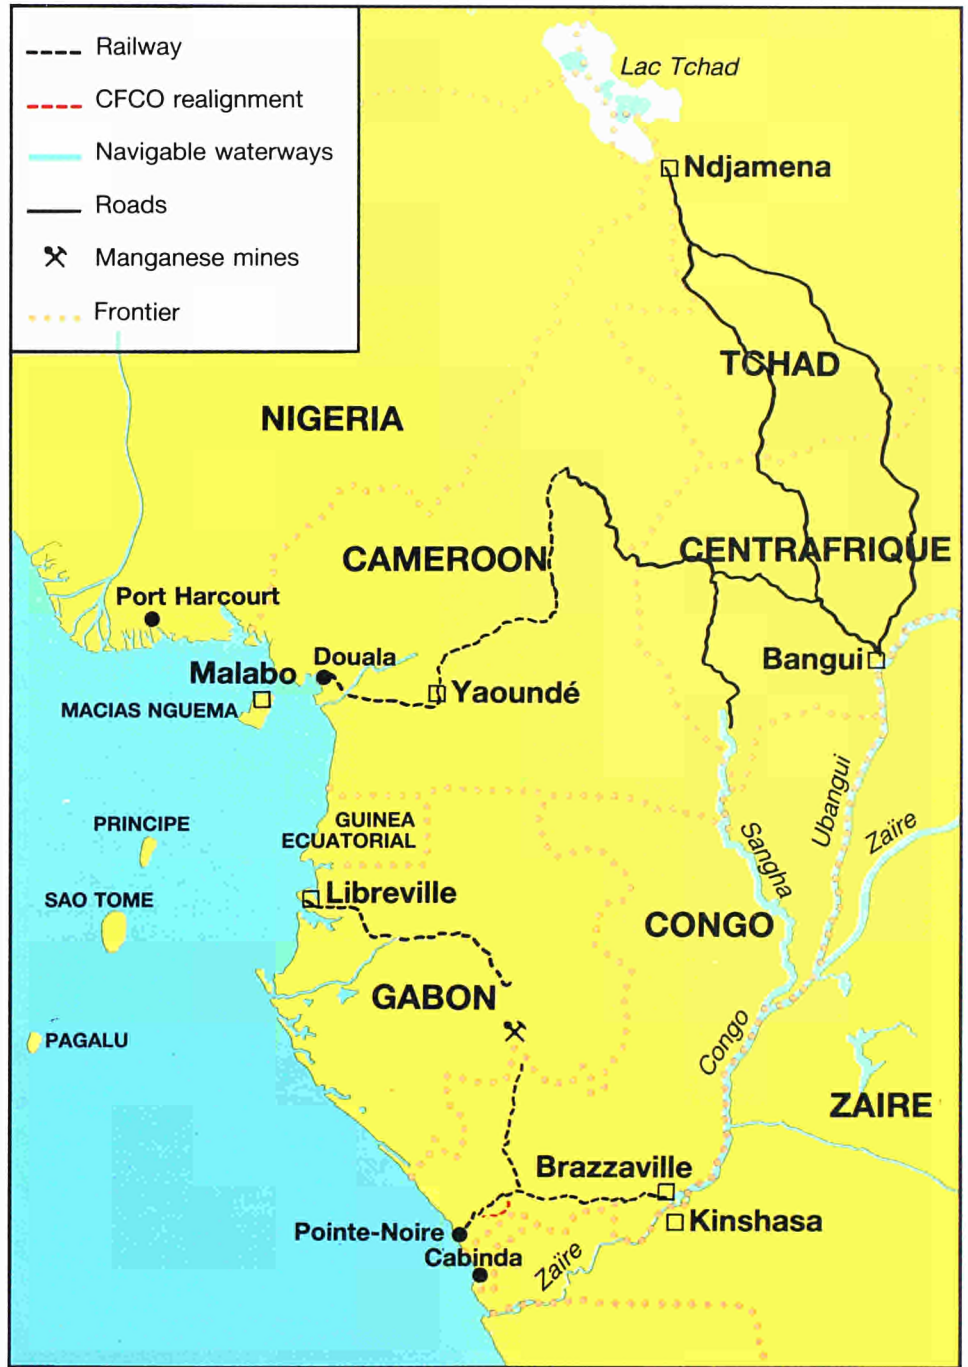 Railway
CFCO realignment
Navigable waterways
Roads
Manganese mines
Frontier
Lac Tchad
Ndjamena
TCHAD
NIGERIA
CAMEROON
CENTRAFRIQUE
Port Harcourt
Malabo
Douala
Bangui
Yaoundé
MACIAS NGUEMA
Ubangui
Zaïre
PRINCIPE
GUINEA
ECUATORIAL
Sangha
SAO TOME
Libreville
CONGO
GABON
PAGALU
Congo
ZAIRE
Brazzaville
Pointe-Noire
Kinshasa
Cabinda
Zaïre